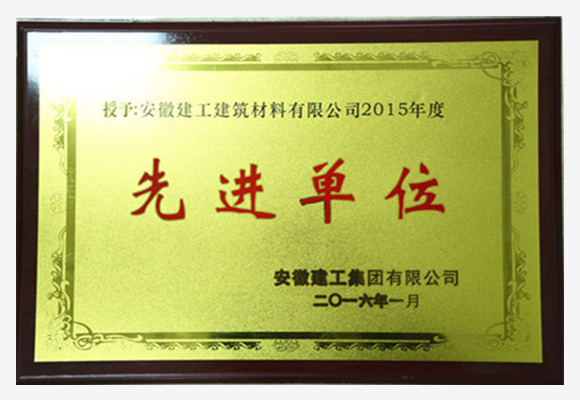 授予:安徽建工建筑材料有限公司2015年度
先进单位
安徽建工集团有限公司
二〇一六年一月